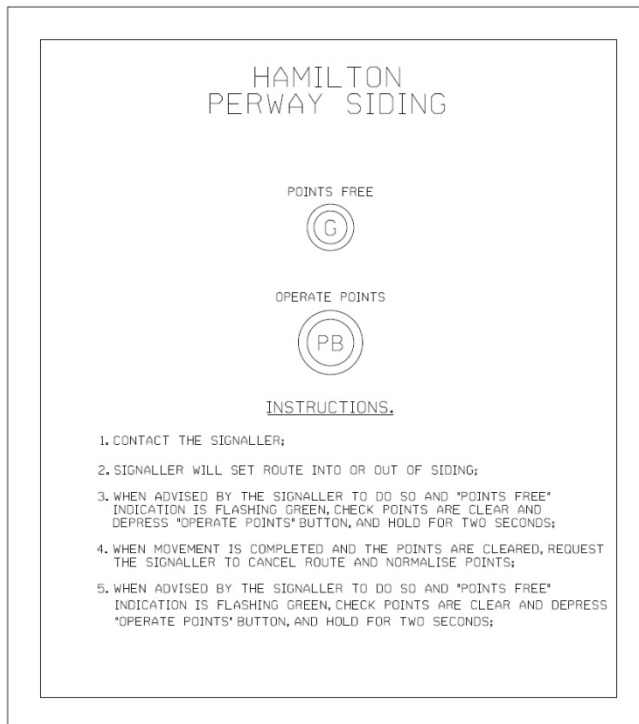 HAMILTON
PERWAY SIDING
POINTS FREE
G
OPERATE POINTS
PB
INSTRUCTIONS.
1. CONTACT THE SIGNALLER;
2. SIGNALLER WILL SET ROUTE INTO OR OUT OF SIDING;
3. WHEN ADVISED BY THE SIGNALLER TO DO SO AND "POINTS FREE"
INDICATION IS FLASHING GREEN, CHECK POINTS ARE CLEAR AND
DEPRESS "OPERATE POINTS" BUTTON, AND HOLD FOR TWO SECONDS;
4. WHEN MOVEMENT IS COMPLETED AND THE POINTS ARE CLEARED, REQUEST
THE SIGNALLER TO CANCEL ROUTE AND NORMALISE POINTS;
5. WHEN ADVISED BY THE SIGNALLER TO DO SO AND "POINTS FREE"
INDICATION IS FLASHING GREEN, CHECK POINTS ARE CLEAR AND DEPRESS
"OPERATE POINTS" BUTTON, AND HOLD FOR TWO SECONDS;